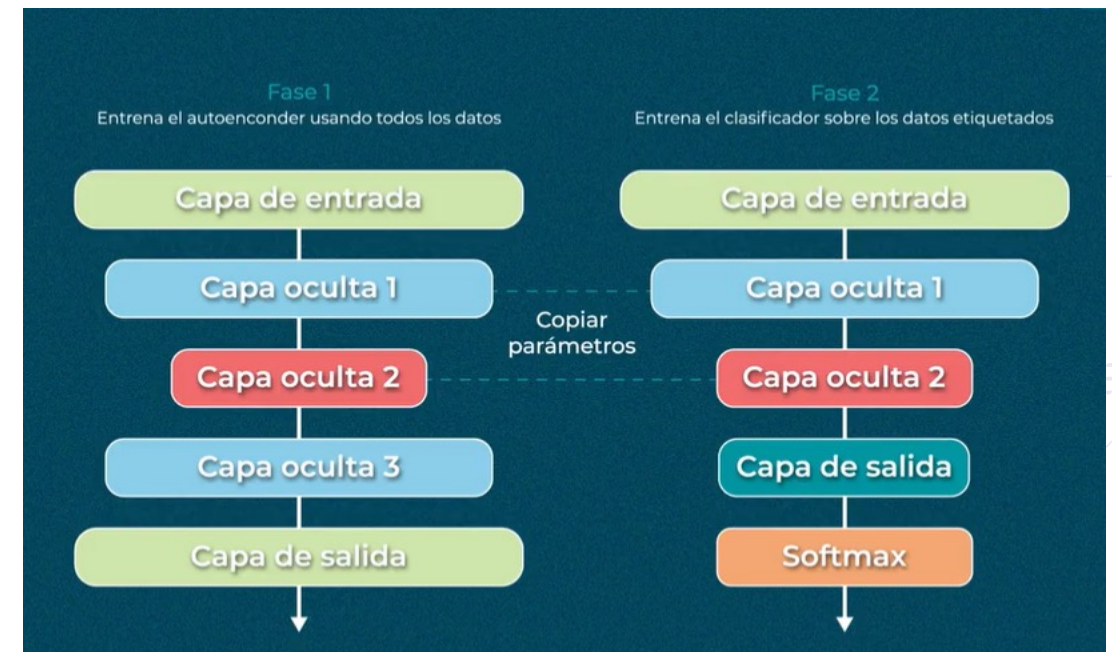 Fase 1
Entrena el autoenconder usando todos los datos
Capa de entrada
Capa oculta 1
Capa oculta 2
Capa oculta 3
Capa de salida
Copiar
parámetros
Fase 2
Entrena el clasificador sobre los datos etiquetados
Capa de entrada
Capa oculta 1
Capa oculta 2
Capa de salida
Softmax